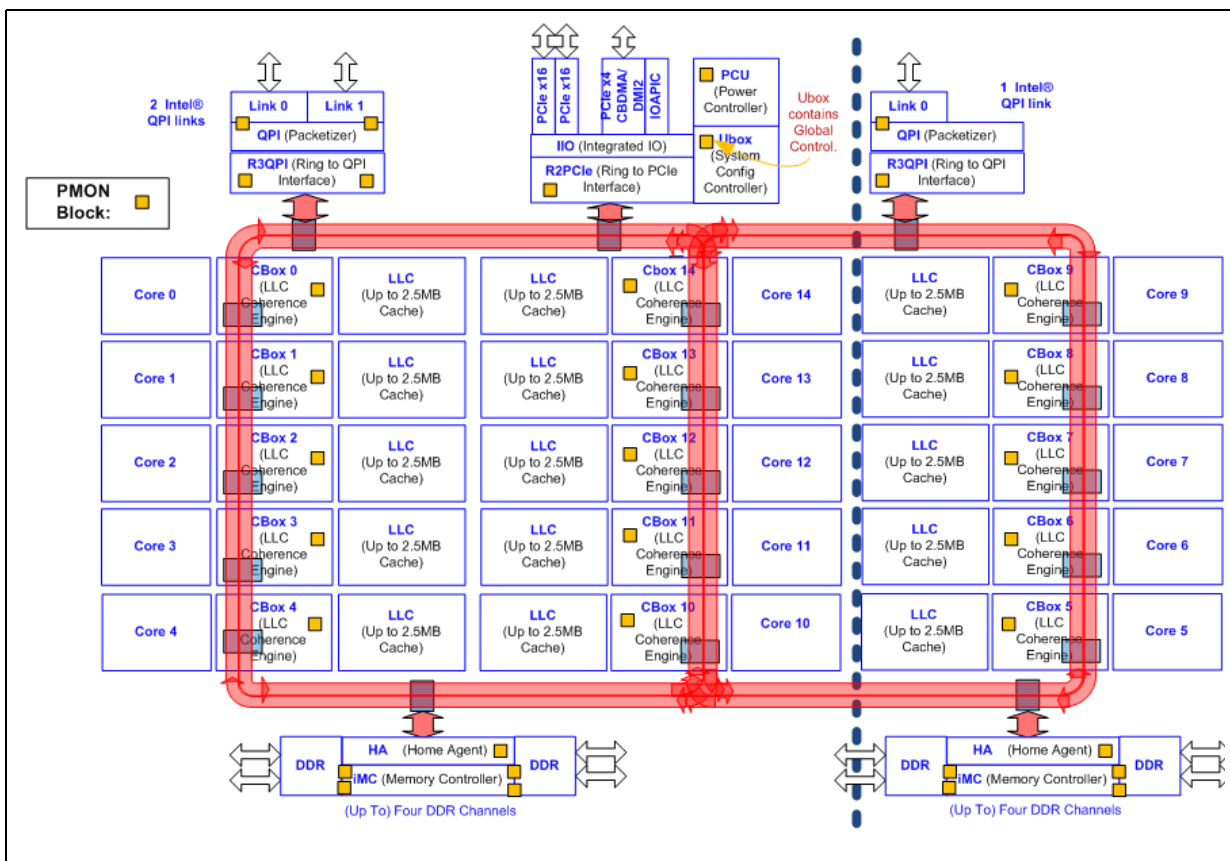 2 Intel®
QPI links
Link 0
Link 1
QPI (Packetizer)
R3QPI (Ring to QPI
Interface)
PMON
Block:
PCIe x16
PCIe x16
PCIe x4
CBDMA/
DMI2
IOAPIC
IIO (Integrated IO)
R2PCIe (Ring to PCIe
Interface)
PCU
(Power
Controller)
Ubox
(System
Config
Controller)
Ubox
contains
Global
Control.
1 Intel®
QPI link
Link 0
QPI (Packetizer)
R3QPI (Ring to QPI
Interface)
Core 0
CBox 0
(LLC
Coherence
Engine)
LLC
(Up to 2.5MB
Cache)
LLC
(Up to 2.5MB
Cache)
Cbox 14
(LLC
Coherence
Engine)
Core 14
LLC
(Up to 2.5MB
Cache)
CBox 9
(LLC
Coherence
Engine)
Core 9
Core 1
CBox 1
(LLC
Coherence
Engine)
LLC
(Up to 2.5MB
Cache)
LLC
(Up to 2.5MB
Cache)
CBox 13
(LLC
Coherence
Engine)
Core 13
LLC
(Up to 2.5MB
Cache)
CBox 8
(LLC
Coherence
Engine)
Core 8
Core 2
CBox 2
(LLC
Coherence
Engine)
LLC
(Up to 2.5MB
Cache)
LLC
(Up to 2.5MB
Cache)
CBox 12
(LLC
Coherence
Engine)
Core 12
LLC
(Up to 2.5MB
Cache)
CBox 7
(LLC
Coherence
Engine)
Core 7
Core 3
CBox 3
(LLC
Coherence
Engine)
LLC
(Up to 2.5MB
Cache)
LLC
(Up to 2.5MB
Cache)
CBox 11
(LLC
Coherence
Engine)
Core 11
LLC
(Up to 2.5MB
Cache)
CBox 6
(LLC
Coherence
Engine)
Core 6
Core 4
CBox 4
(LLC
Coherence
Engine)
LLC
(Up to 2.5MB
Cache)
LLC
(Up to 2.5MB
Cache)
CBox 10
(LLC
Coherence
Engine)
Core 10
LLC
(Up to 2.5MB
Cache)
CBox 5
(LLC
Coherence
Engine)
Core 5
DDR
HA (Home Agent)
iMC (Memory Controller)
DDR
(Up To) Four DDR Channels
DDR
HA (Home Agent)
iMC (Memory Controller)
DDR
(Up To) Four DDR Channels